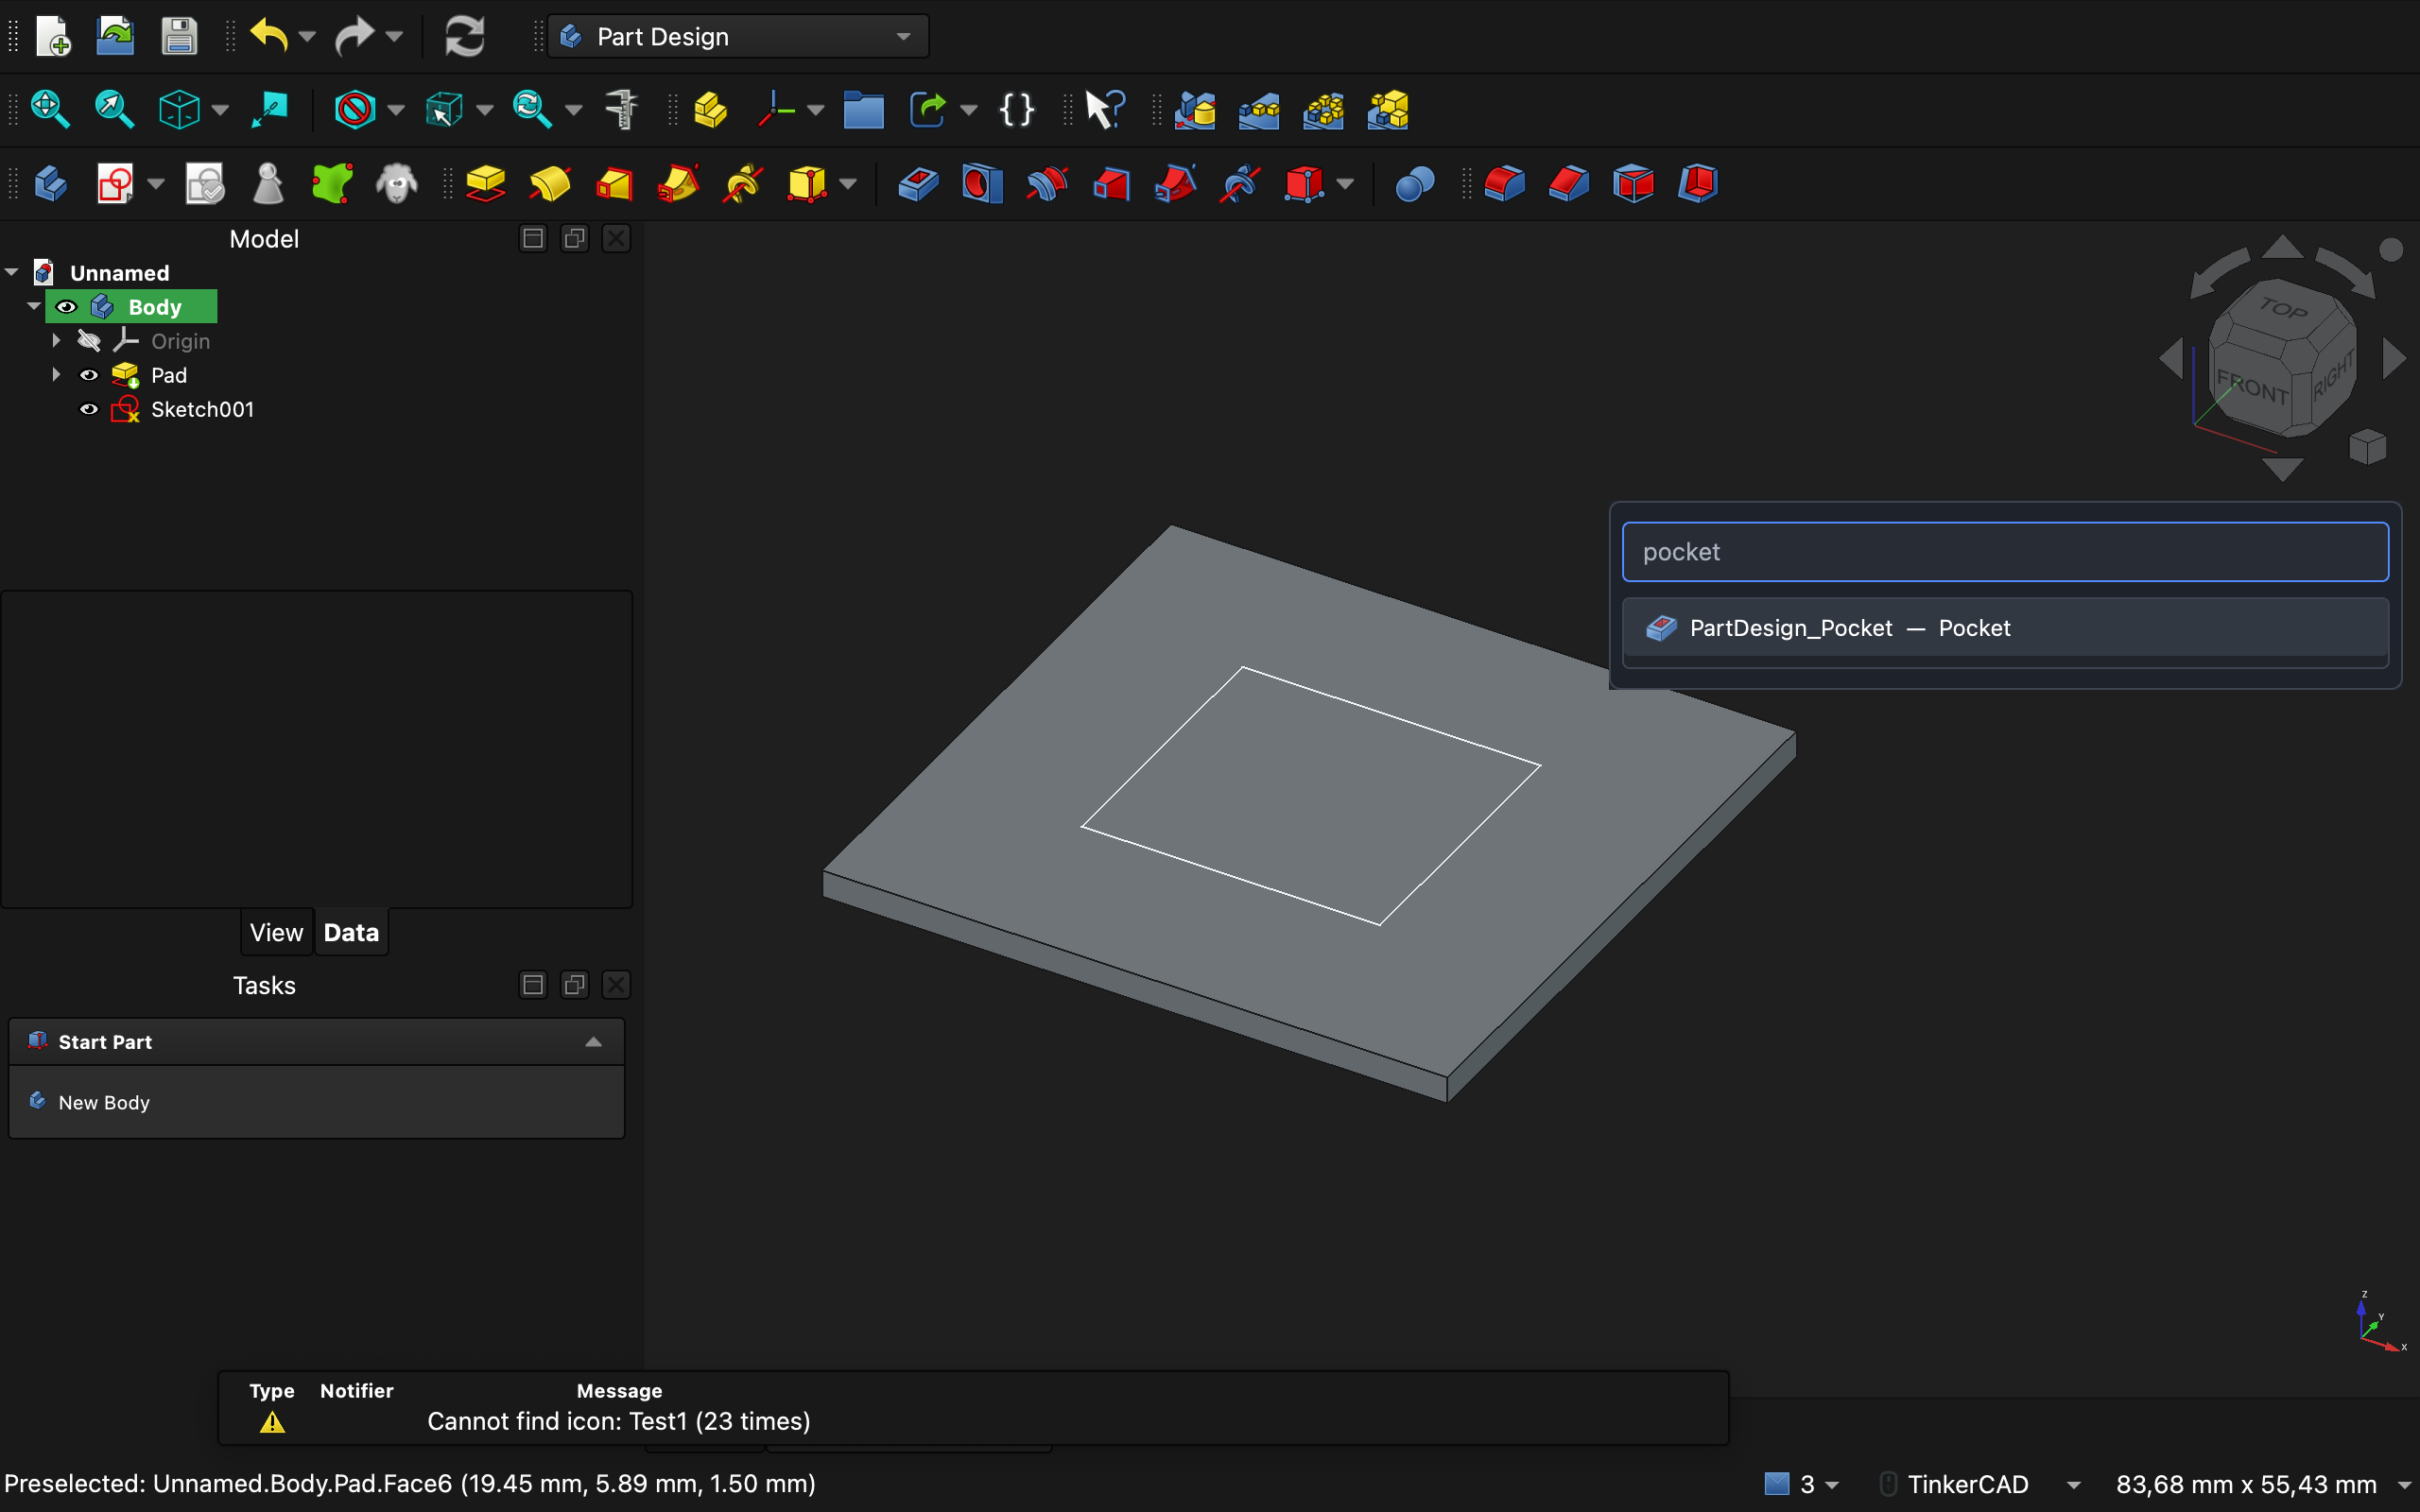 Part Design
Model
Unnamed
Body
Origin
Pad
Sketch001
TOP
FRONT
RIGHT
pocket
PartDesign_Pocket — Pocket
View
Data
Tasks
Start Part
New Body
Z
Y
X
Type Notifier Message
Cannot find icon: Test1 (23 times)
Preselected: Unnamed.Body.Pad.Face6 (19.45 mm, 5.89 mm, 1.50 mm)
3
TinkerCAD
83,68 mm x 55,43 mm